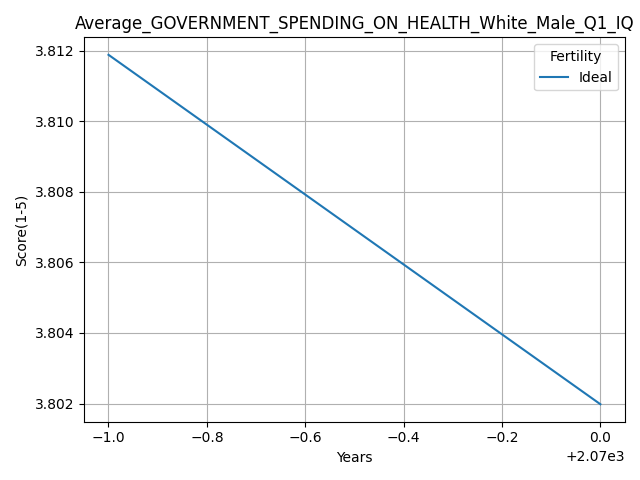 Average_GOVERNMENT_SPENDING_ON_HEALTH_White_Male_Q1_IQ
3.812
Fertility
Ideal
3.810
3.808
3.806
3.804
3.802
Score(1-5)
−1.0 −0.8 −0.6 −0.4 −0.2 0.0
Years
+2.07e3